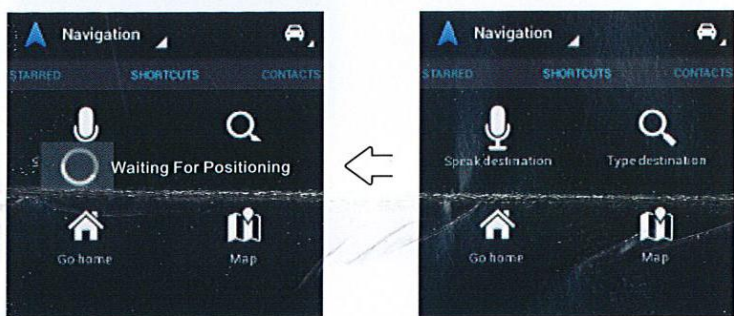 Navigation
STARRED SHORTCUTS CONTACTS
Waiting For Positioning
Go home Map
Navigation
STARRED SHORTCUTS CONTACTS
Speak destination Type destination
Go home Map